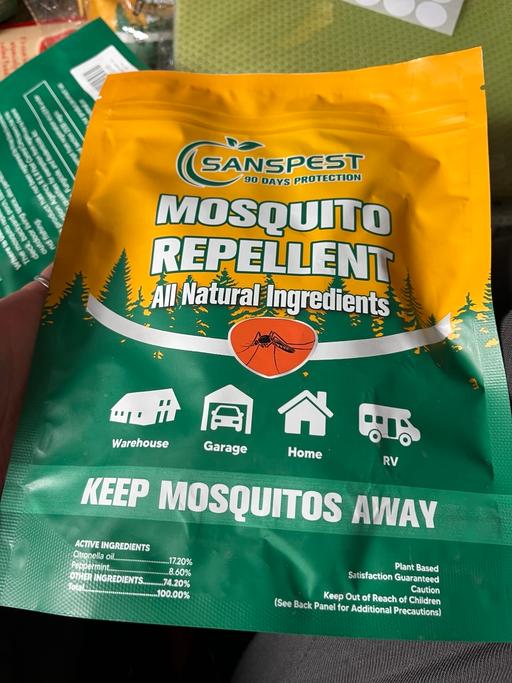 SANSPEST
90 DAYS PROTECTION
MOSQUITO
REPELLENT
All Natural Ingredients
Warehouse
Garage
Home
RV
KEEP MOSQUITOS AWAY
ACTIVE INGREDIENTS
Citronella oil 17.20%
Peppermint 8.60%
OTHER INGREDIENTS 74.20%
Total 100.00%
Plant Based
Satisfaction Guaranteed
Caution
Keep Out of Reach of Children
(See Back Panel for Additional Precautions)